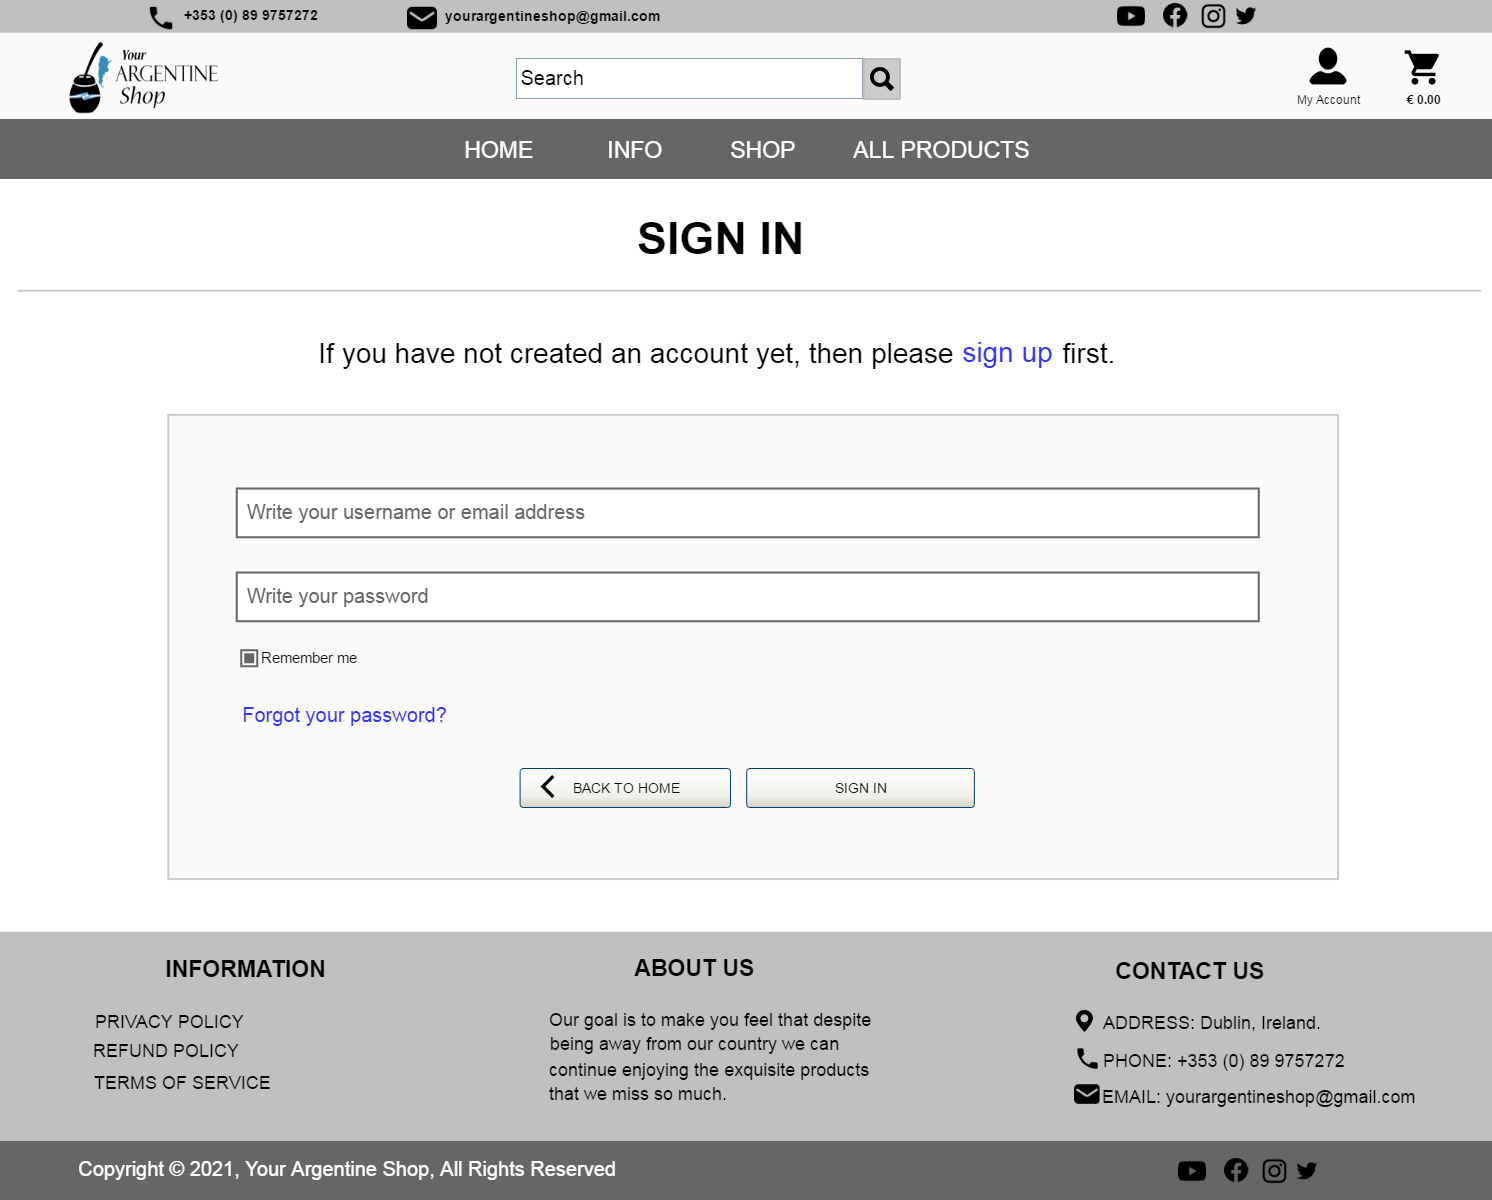 +353 (0) 89 9757272
yourargentineshop@gmail.com
Your
ARGENTINE
Shop
Search
My Account
€ 0.00
HOME
INFO
SHOP
ALL PRODUCTS
SIGN IN
If you have not created an account yet, then please sign up first.
Write your username or email address
Write your password
Remember me
Forgot your password?
BACK TO HOME
SIGN IN
INFORMATION
PRIVACY POLICY
REFUND POLICY
TERMS OF SERVICE
ABOUT US
Our goal is to make you feel that despite
being away from our country we can
continue enjoying the exquisite products
that we miss so much.
CONTACT US
ADDRESS: Dublin, Ireland.
PHONE: +353 (0) 89 9757272
EMAIL: yourargentineshop@gmail.com
Copyright © 2021, Your Argentine Shop, All Rights Reserved